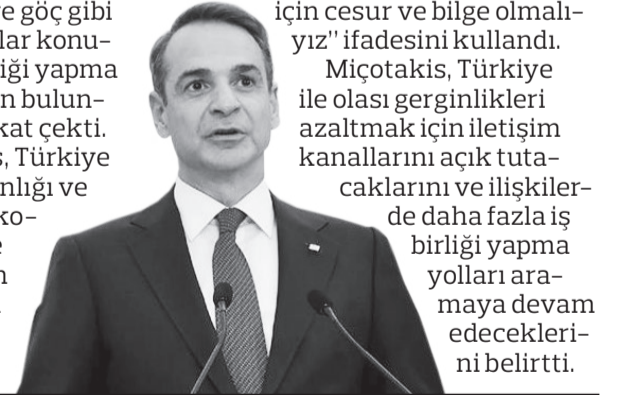 e göç gibi
lar konu-
iği yapma
n bulun-
kat çekti.
s, Türkiye
nlığı ve
ko-
e
n
için cesur ve bilge olmalı-
yız” ifadesini kullandı.
Miçotakis, Türkiye
ile olası gerginlikleri
azaltmak için iletişim
kanallarını açık tuta-
caklarını ve ilişkiler-
de daha fazla iş
birliği yapma
yolları ara-
maya devam
edecekleri-
ni belirtti.